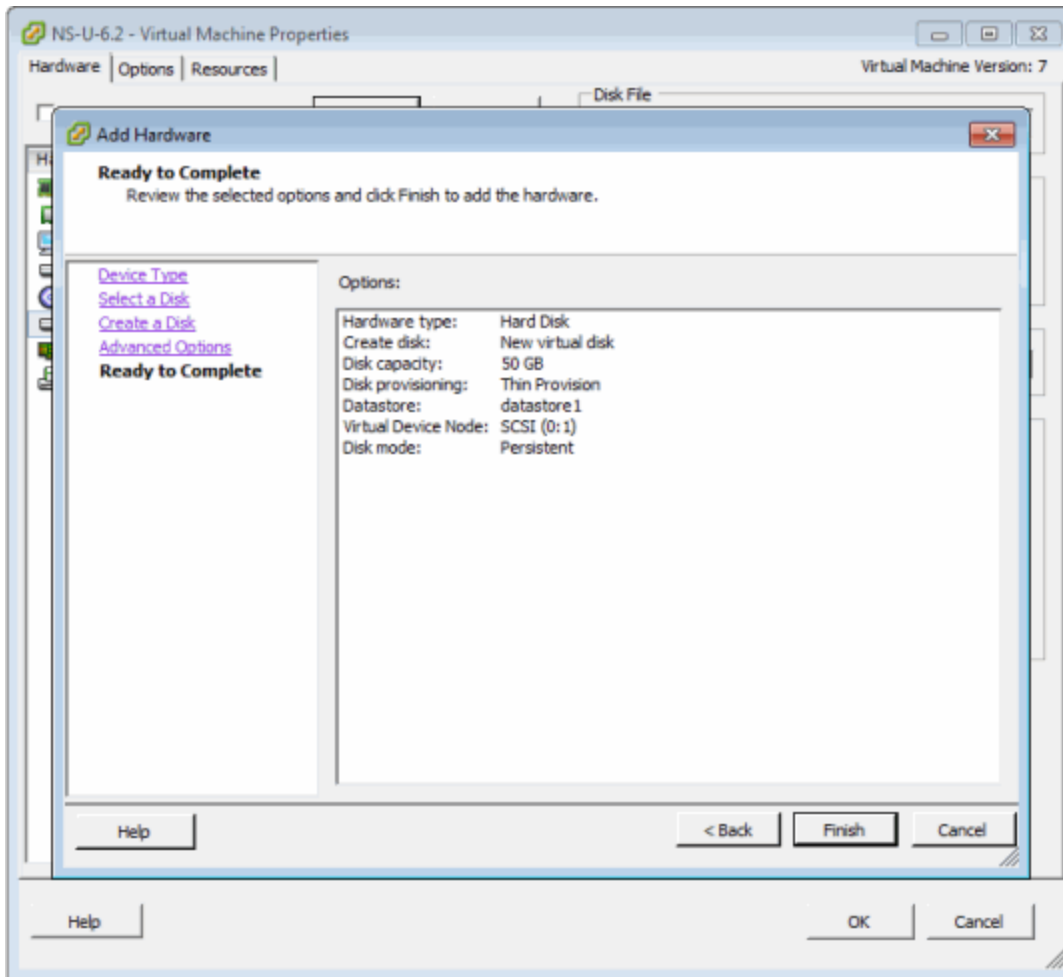 NS-U-6.2 - Virtual Machine Properties
Hardware Options Resources Virtual Machine Version: 7
Disk File
Add Hardware
Ready to Complete
Review the selected options and click Finish to add the hardware.
Device Type
Select a Disk
Create a Disk
Advanced Options
Ready to Complete
Options:
Hardware type: Hard Disk
Create disk: New virtual disk
Disk capacity: 50 GB
Disk provisioning: Thin Provision
Datastore: datastore1
Virtual Device Node: SCSI (0:1)
Disk mode: Persistent
Help < Back Finish Cancel
Help OK Cancel